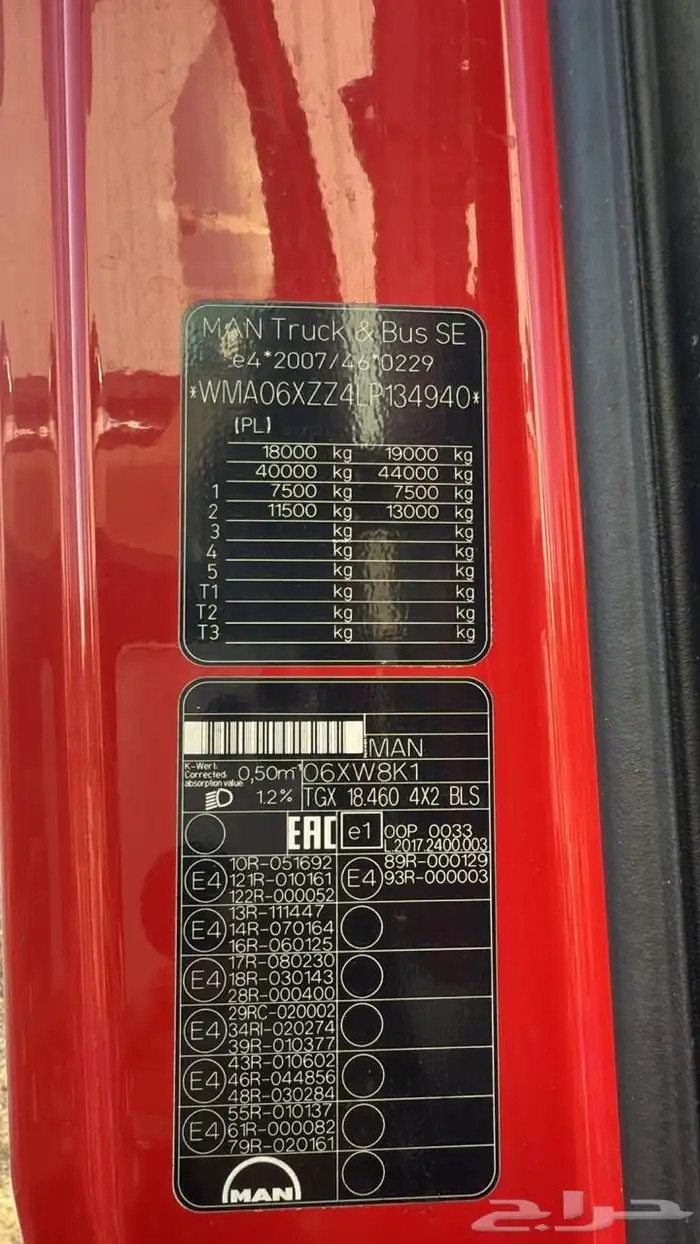 MAN Truck & Bus SE
e4*2007/46*0229
*WMA06XZZ4LP134940*
(PL)
18000 kg 19000 kg
40000 kg 44000 kg
1 7500 kg 7500 kg
2 11500 kg 13000 kg
3 kg kg
4 kg kg
5 kg kg
T1 kg kg
T2 kg kg
T3 kg kg
MAN
K-Wert
Corrected
absorption value
0,50m⁻¹
06XW8K1
1.2% TGX 18.460 4X2 BLS
EAC e1 00P 0033
L.2017.2400.003
E4
10R-051692
121R-010161
122R-000052
E4
89R-000129
93R-000003
E4
13R-111447
14R-070164
16R-060125
E4
17R-080230
18R-030143
28R-000400
E4
29RC-020002
34RI-020274
39R-010377
E4
43R-010602
46R-044856
48R-030284
E4
55R-010137
61R-000082
79R-020161
MAN
حراج